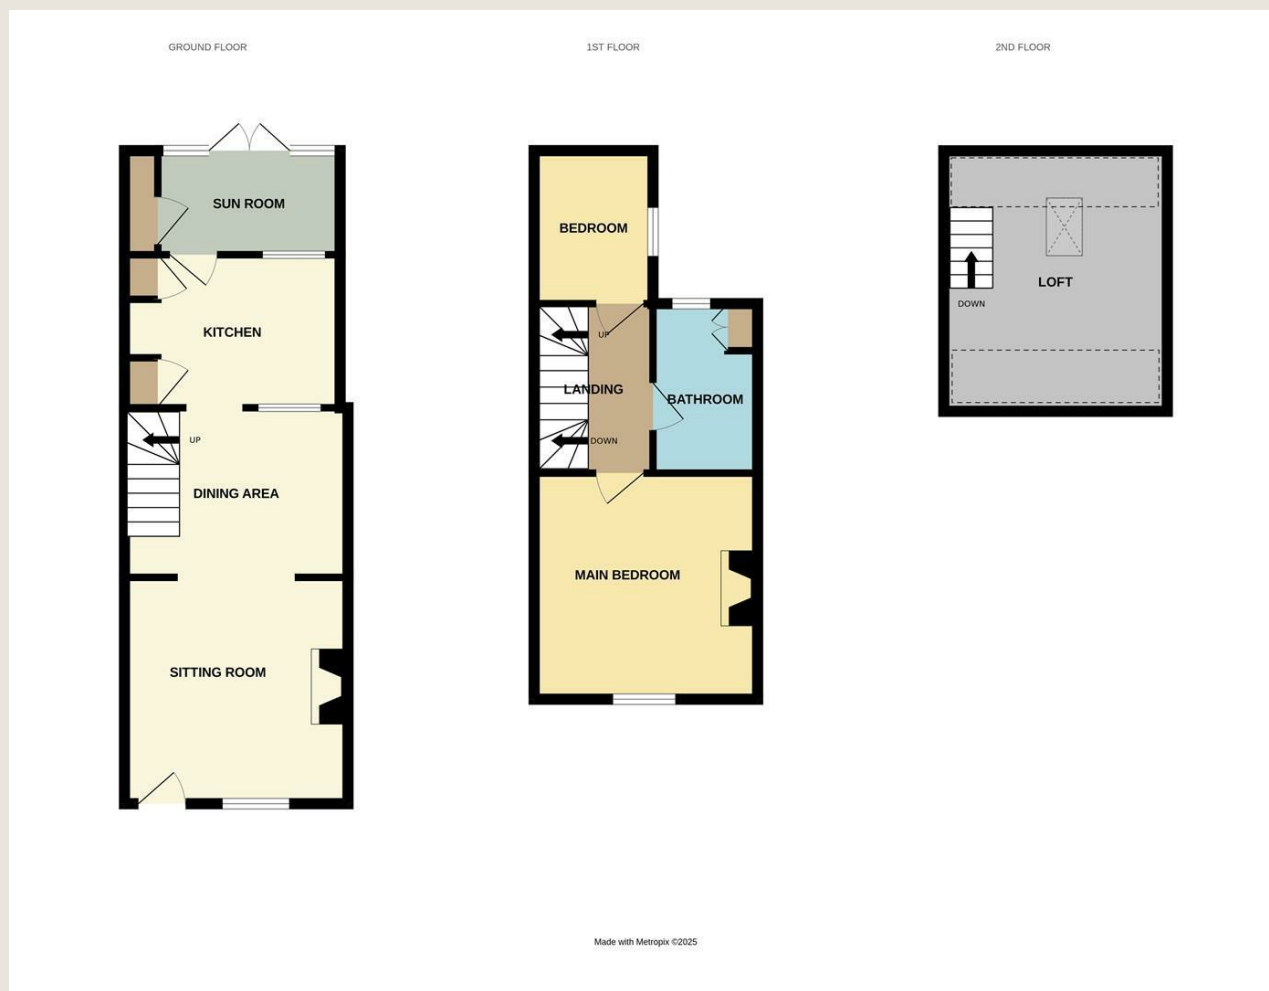 GROUND FLOOR
1ST FLOOR
2ND FLOOR
SUN ROOM
KITCHEN
UP
DINING AREA
SITTING ROOM
BEDROOM
UP
LANDING
BATHROOM
DOWN
MAIN BEDROOM
LOFT
DOWN
Made with Metropix ©2025